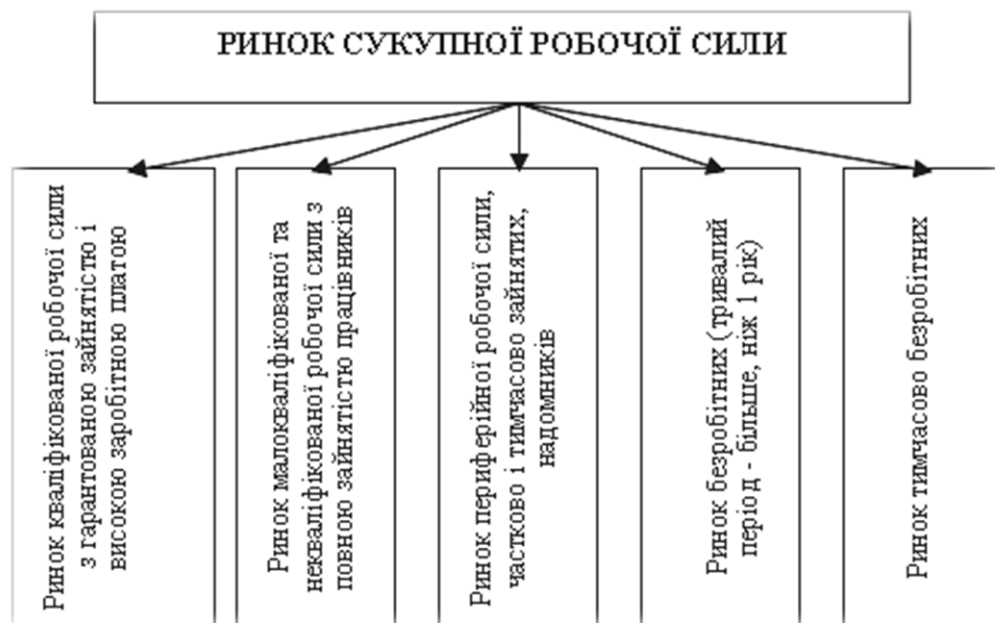 РИНОК СУКУПНОЇ РОБОЧОЇ СИЛИ
Ринок кваліфікованої робочої сили
з гарантованою зайнятістю і
високою заробітною платою
Ринок малокваліфікованої та
некваліфікованої робочої сили з
повною зайнятістю працівників
Ринок периферійної робочої сили,
частково і тимчасово зайнятих,
надомників
Ринок безробітних (тривалий
період - більше, ніж 1 рік)
Ринок тимчасово безробітних